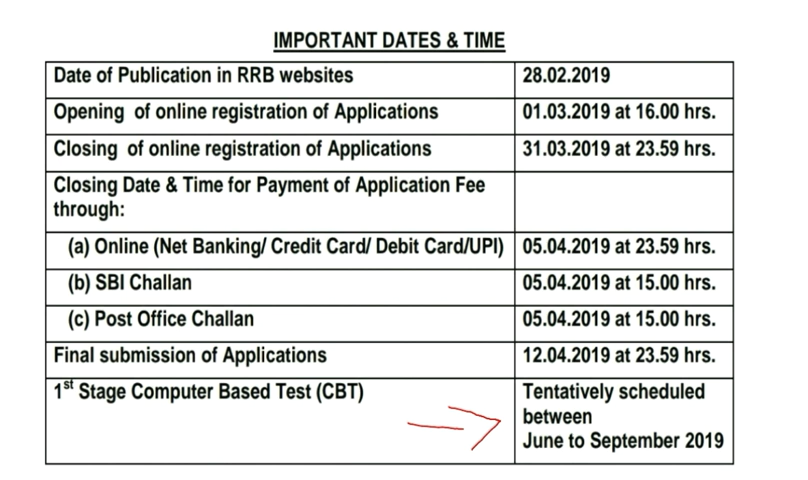 IMPORTANT DATES & TIME
Date of Publication in RRB websites 28.02.2019
Opening of online registration of Applications 01.03.2019 at 16.00 hrs.
Closing of online registration of Applications 31.03.2019 at 23.59 hrs.
Closing Date & Time for Payment of Application Fee
through:
(a) Online (Net Banking/ Credit Card/ Debit Card/UPI) 05.04.2019 at 23.59 hrs.
(b) SBI Challan 05.04.2019 at 15.00 hrs.
(c) Post Office Challan 05.04.2019 at 15.00 hrs.
Final submission of Applications 12.04.2019 at 23.59 hrs.
1st Stage Computer Based Test (CBT) Tentatively scheduled
between
June to September 2019